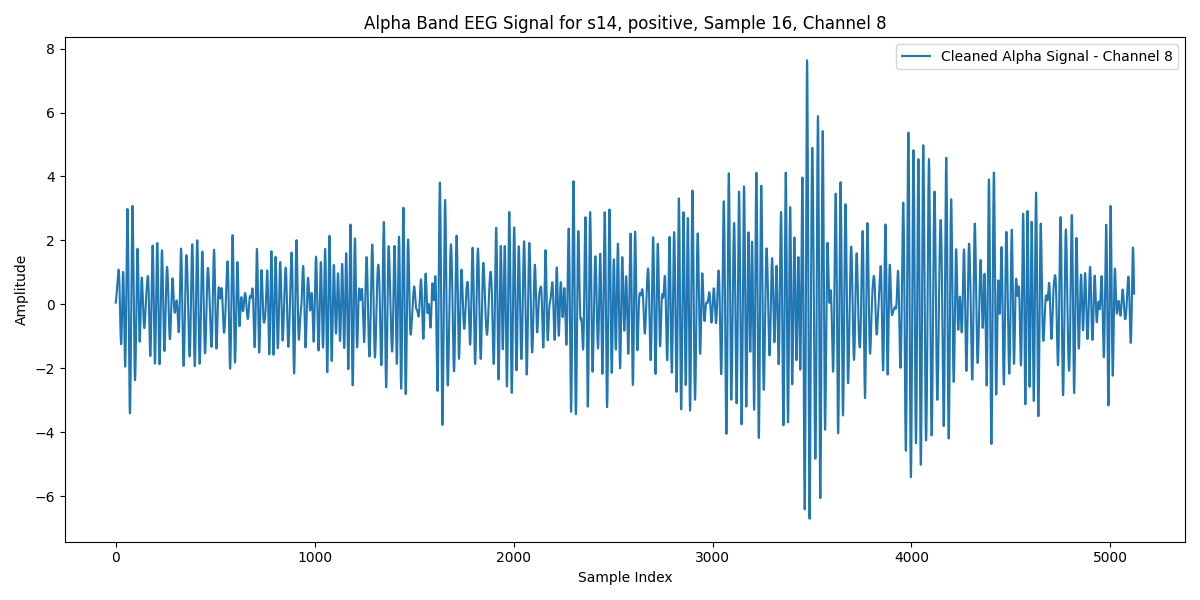 Alpha Band EEG Signal for s14, positive, Sample 16, Channel 8
Cleaned Alpha Signal - Channel 8
Amplitude
8
6
4
2
0
−2
−4
−6
0 1000 2000 3000 4000 5000
Sample Index